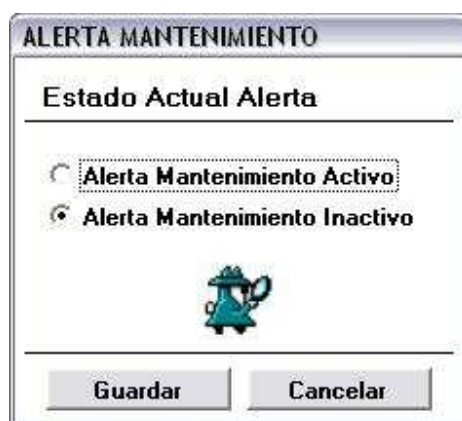 ALERTA MANTENIMIENTO
Estado Actual Alerta
Alerta Mantenimiento Activo
Alerta Mantenimiento Inactivo
Guardar Cancelar